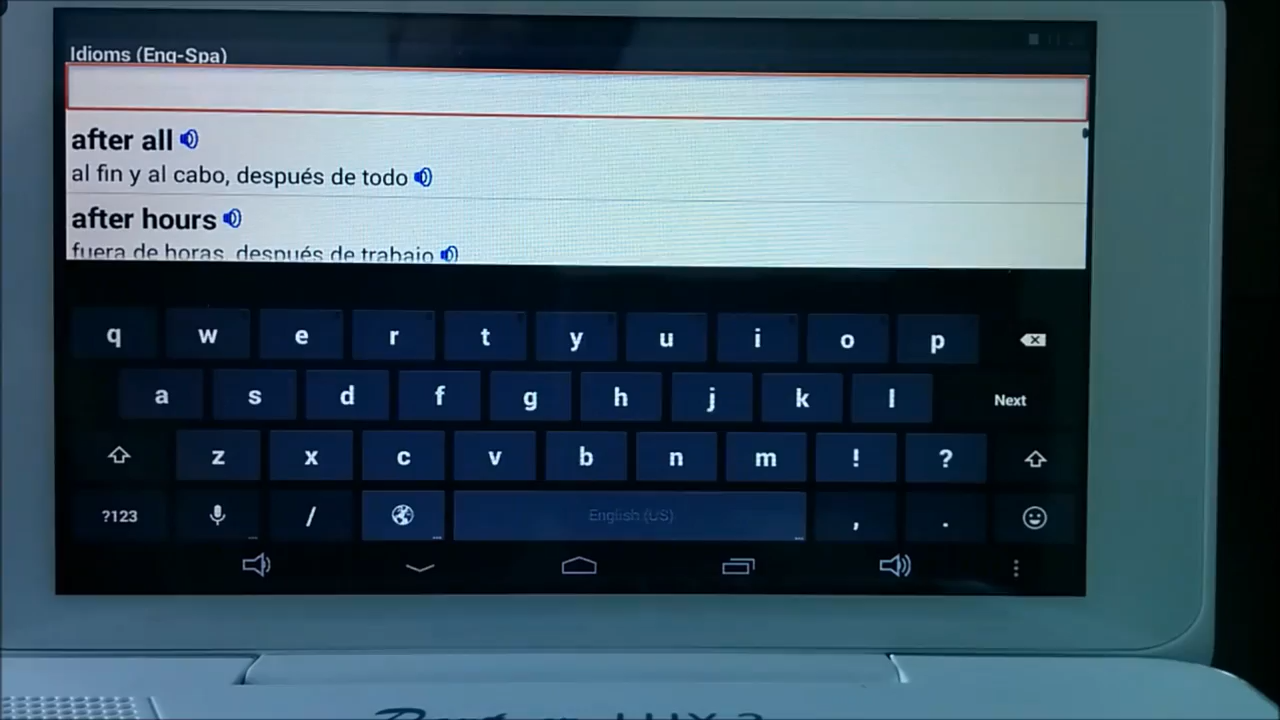 Idioms (Eng-Spa)
after all
al fin y al cabo, después de todo
after hours
fuera de horas, después de trabajo
q w e r t y u i o p
a s d f g h j k l Next
z x c v b n m ! ?
?123 / English (US) , .